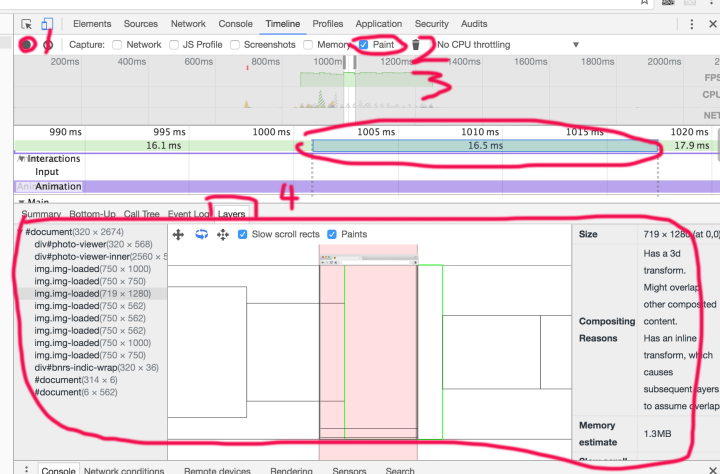 Elements Sources Network Console Timeline Profiles Application Security Audits
1
Capture: Network JS Profile Screenshots Memory Paint No CPU throttling
2
200ms 400ms 600ms 800ms 1000ms 1200ms 1400ms 1600ms 1800ms 2000ms
3
FPS
CPU
NET
990 ms 995 ms 1000 ms 1005 ms 1010 ms 1015 ms 1020 ms
16.1 ms 16.5 ms 17.9 ms
Interactions
Input
Animation
Main
4
Summary Bottom-Up Call Tree Event Log Layers
#document(320 × 2674)
div#photo-viewer(320 × 568)
div#photo-viewer-inner(2560 × 5
img.img-loaded(750 × 1000)
img.img-loaded(750 × 750)
img.img-loaded(719 × 1280)
img.img-loaded(750 × 562)
img.img-loaded(750 × 562)
img.img-loaded(750 × 562)
img.img-loaded(750 × 1000)
img.img-loaded(750 × 750)
div#bnrs-indic-wrap(320 × 36)
#document(314 × 6)
#document(6 × 562)
Slow scroll rects Paints
Size 719 × 1280 (at 0,0)
Compositing Reasons
Has a 3d
transform.
Might overlap
other composited
content.
Has an inline
transform, which
causes
subsequent layers
to assume overlap
Memory estimate 1.3MB
Slow scroll
Console Network conditions Remote devices Rendering Sensors Search